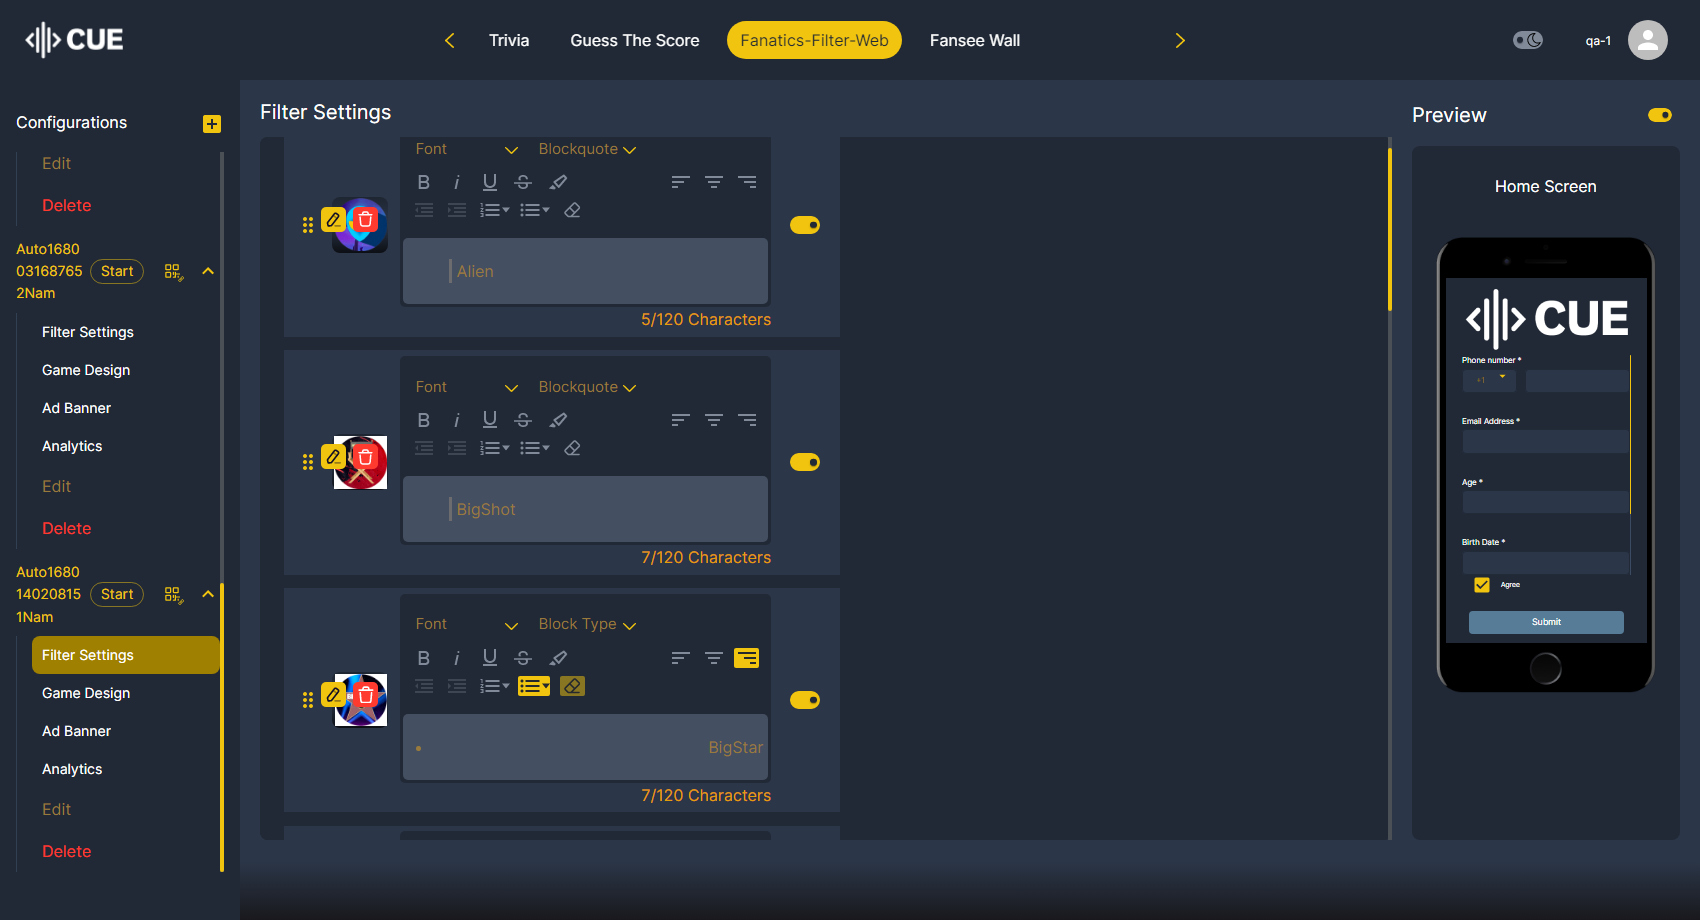 CUE
Trivia
Guess The Score
Fanatics-Filter-Web
Fansee Wall
qa-1
Configurations
Edit
Delete
Auto1680
03168765
2Nam
Start
Filter Settings
Game Design
Ad Banner
Analytics
Edit
Delete
Auto1680
14020815
1Nam
Start
Filter Settings
Game Design
Ad Banner
Analytics
Edit
Delete
Filter Settings
Font
Blockquote
B i U S
Alien
5/120 Characters
Font
Blockquote
B i U S
BigShot
7/120 Characters
Font
Block Type
B i U S
BigStar
7/120 Characters
Preview
Home Screen
CUE
Phone number *
+1
Email Address *
Age *
Birth Date *
Agree
Submit